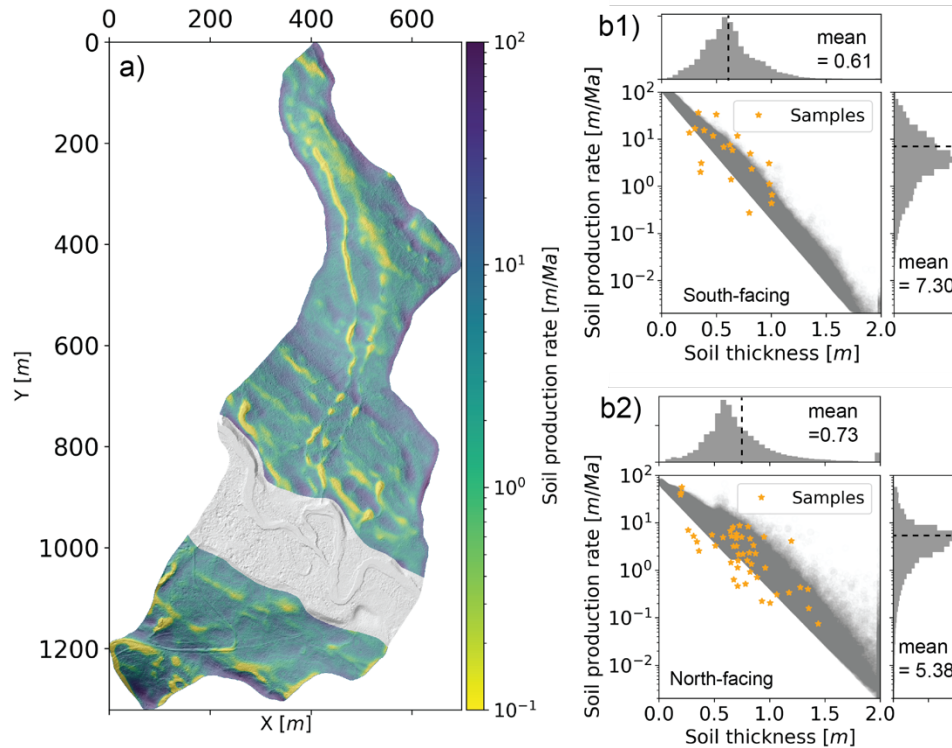 0 200 400 600
a)
0
200
400
600
800
1000
1200
Y [m]
0 200 400 600
X [m]
10²
10¹
10⁰
10⁻¹
Soil production rate [m/Ma]
b1)
mean
= 0.61
Soil production rate [m/Ma]
10²
10¹
10⁰
10⁻¹
10⁻²
Samples
South-facing
0.0 0.5 1.0 1.5 2.0
Soil thickness [m]
mean
= 7.30
b2)
mean
=0.73
Soil production rate [m/Ma]
10²
10¹
10⁰
10⁻¹
10⁻²
Samples
North-facing
0.0 0.5 1.0 1.5 2.0
Soil thickness [m]
mean
= 5.38